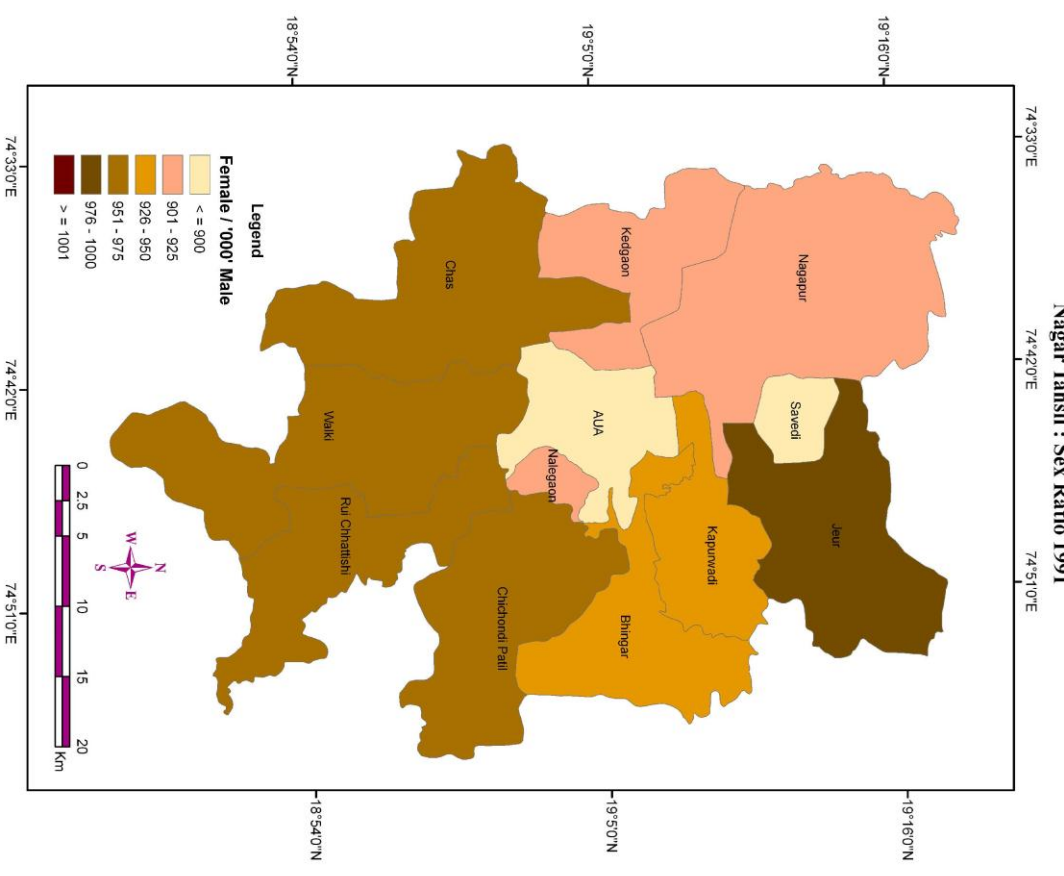 Nagar Tahsil : Sex Ratio 1991
74°33'0"E
74°42'0"E
74°51'0"E
19°16'0"N
19°16'0"N
Nagapur
Savedi
Jeur
Kapurwadi
Kedgaon
AUA
Bhingar
19°5'0"N
19°5'0"N
Nalegaon
Chichondi Patil
Chas
Walki
Rui Chhattishi
18°54'0"N
18°54'0"N
Legend
Female / '000' Male
< = 900
901 - 925
926 - 950
951 - 975
976 - 1000
> = 1001
N
W
E
S
0 2.5 5 10 15 20
Km
74°33'0"E
74°42'0"E
74°51'0"E